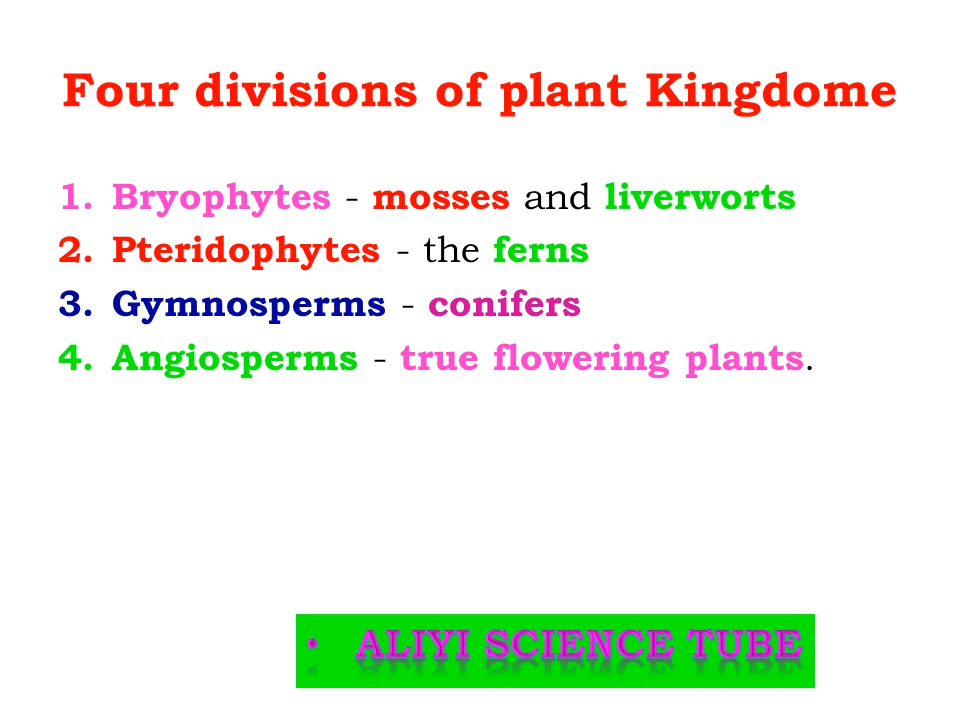 Four divisions of plant Kingdome
1. Bryophytes - mosses and liverworts
2. Pteridophytes - the ferns
3. Gymnosperms - conifers
4. Angiosperms - true flowering plants.
• ALIYI SCIENCE TUBE